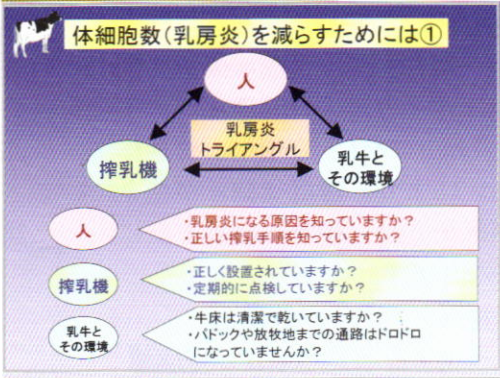 体細胞数(乳房炎)を減らすためには①
人
乳房炎
トライアングル
搾乳機
乳牛と
その環境
人
・乳房炎になる原因を知っていますか?
・正しい搾乳手順を知っていますか?
搾乳機
・正しく設置されていますか?
・定期的に点検していますか?
乳牛と
その環境
・牛床は清潔で乾いていますか?
・パドックや放牧地までの通路はドロドロ
になっていませんか?